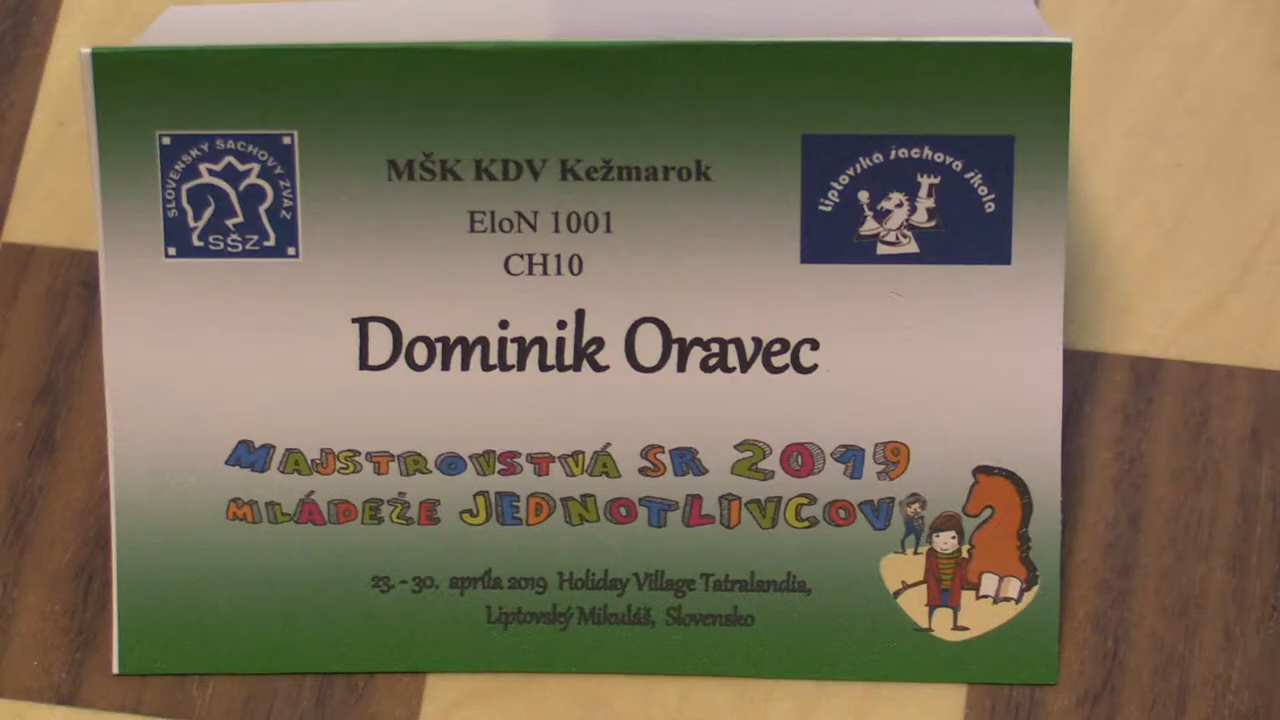 SLOVENSKÝ ŠACHOVÝ ZVÄZ
SŠZ
MŠK KDV Kežmarok
EloN 1001
CH10
liptovská šachová škola
Dominik Oravec
MAJSTROVSTVÁ SR 2019
MLÁDEŽE JEDNOTLIVCOV
23. - 30. apríla 2019 Holiday Village Tatralandia,
Liptovský Mikuláš, Slovensko